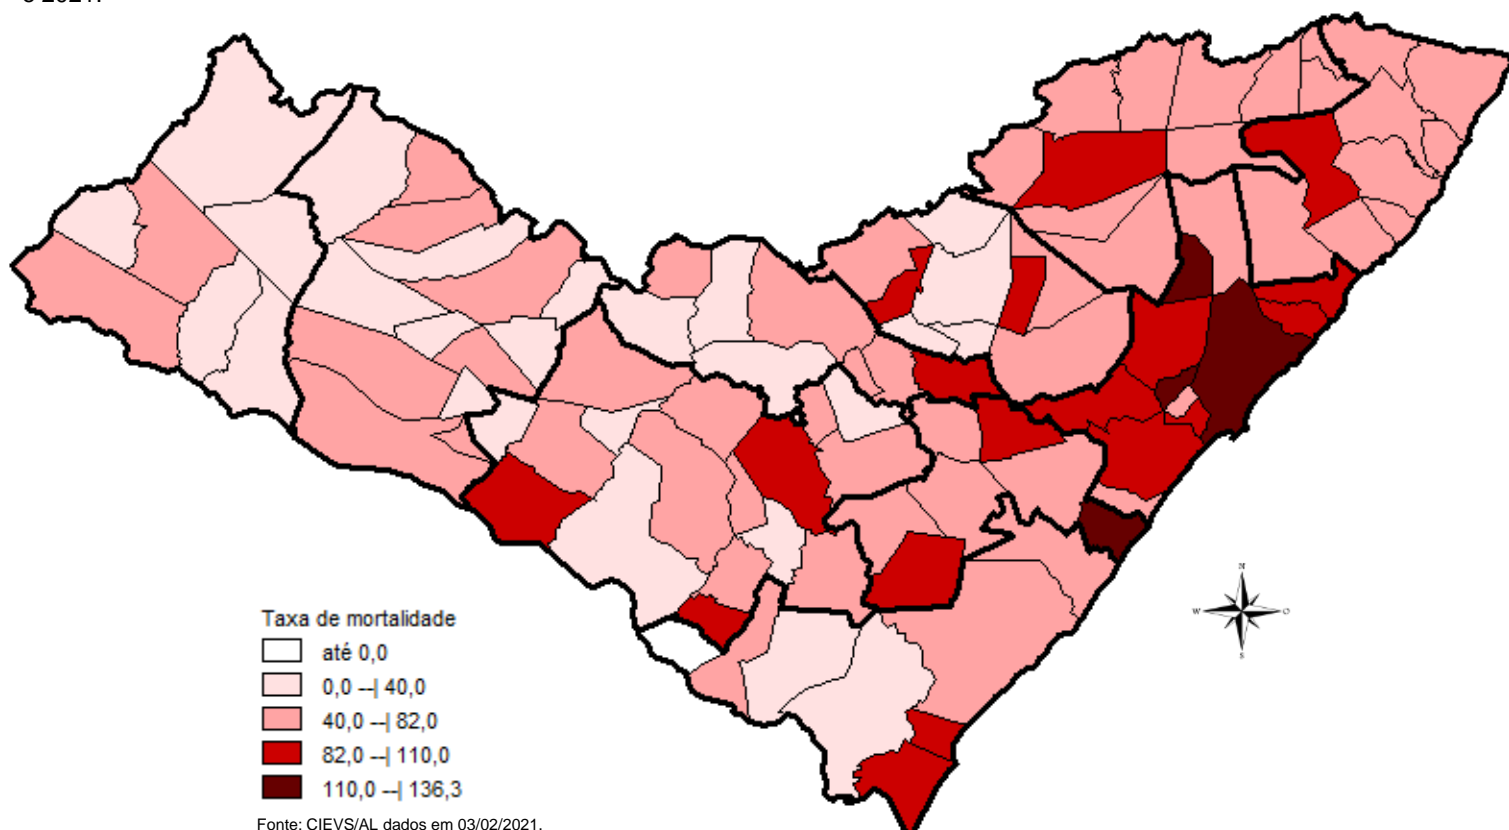 Taxa de mortalidade
até 0,0
0,0 --| 40,0
40,0 --| 82,0
82,0 --| 110,0
110,0 --| 136,3
Fonte: CIEVS/AL dados em 03/02/2021.
N
W
O
S